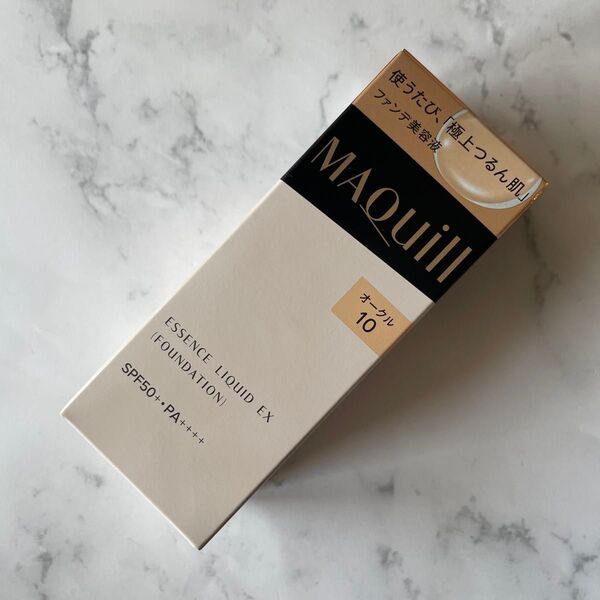 使うたび、「極上つるん肌」
ファンデ美容液
MAQuill
オークル
10
ESSENCE LIQUID EX
(FOUNDATION)
SPF50+・PA++++